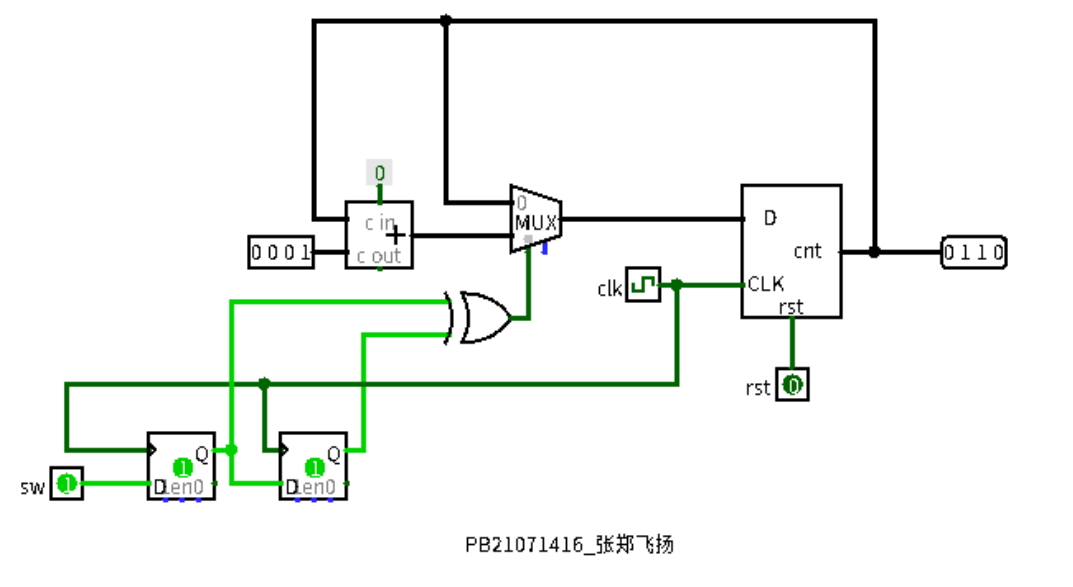 0
c in
0
MUX
D
0 0 0 1
c out
cnt
0 1 1 0
clk
CLK
rst
rst
0
Q
Q
1
1
sw
1
D
en0
D
en0
PB21071416_张郑飞扬